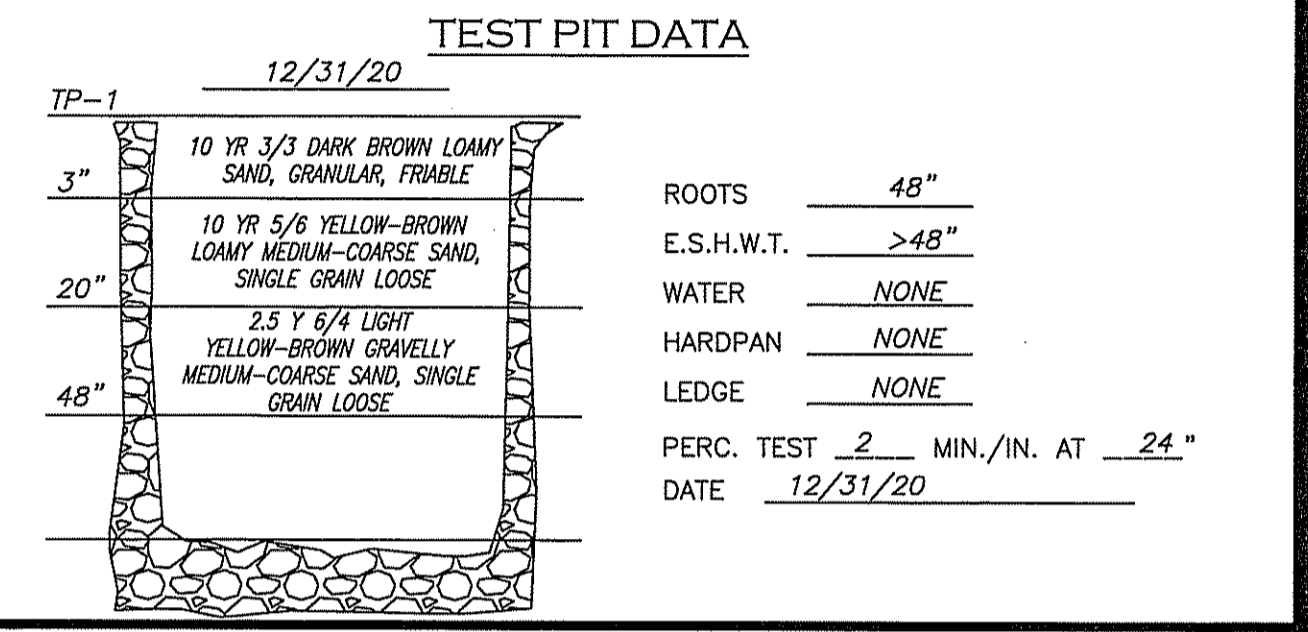 TEST PIT DATA
12/31/20
TP-1
10 YR 3/3 DARK BROWN LOAMY
SAND, GRANULAR, FRIABLE
3"
10 YR 5/6 YELLOW-BROWN
LOAMY MEDIUM-COARSE SAND,
SINGLE GRAIN LOOSE
20"
2.5 Y 6/4 LIGHT
YELLOW-BROWN GRAVELLY
MEDIUM-COARSE SAND, SINGLE
GRAIN LOOSE
48"
ROOTS 48"
E.S.H.W.T. >48"
WATER NONE
HARDPAN NONE
LEDGE NONE
PERC. TEST 2 MIN./IN. AT 24"
DATE 12/31/20